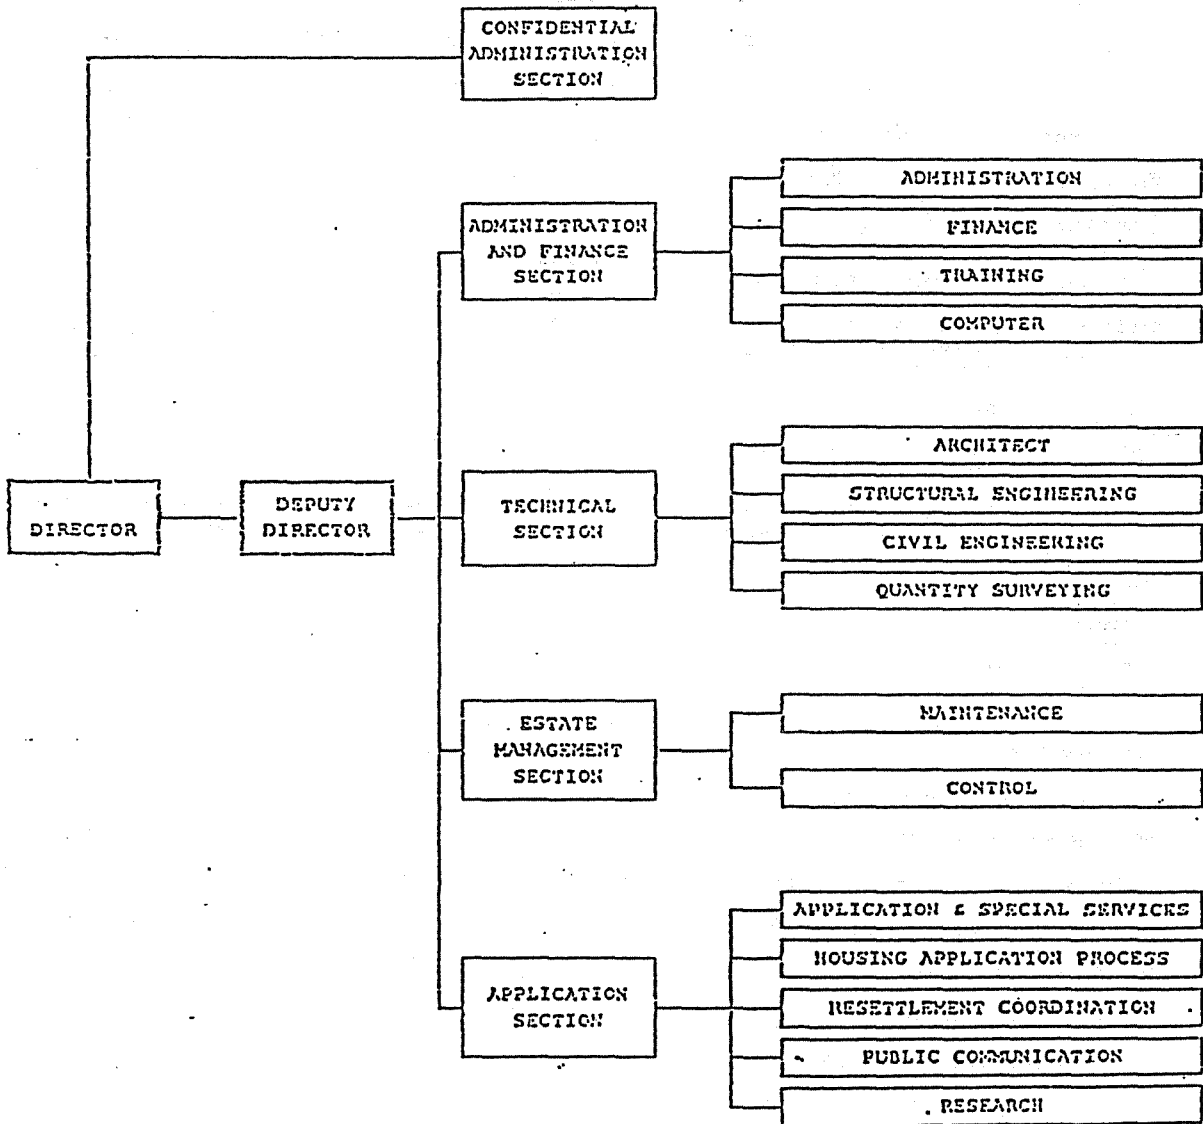 CONFIDENTIAL
ADMINISTRATION
SECTION
ADMINISTRATION
AND FINANCE
SECTION
ADMINISTRATION
FINANCE
TRAINING
COMPUTER
DIRECTOR
DEPUTY
DIRECTOR
TECHNICAL
SECTION
ARCHITECT
STRUCTURAL ENGINEERING
CIVIL ENGINEERING
QUANTITY SURVEYING
ESTATE
MANAGEMENT
SECTION
MAINTENANCE
CONTROL
APPLICATION
SECTION
APPLICATION & SPECIAL SERVICES
HOUSING APPLICATION PROCESS
RESETTLEMENT COORDINATION
PUBLIC COMMUNICATION
RESEARCH